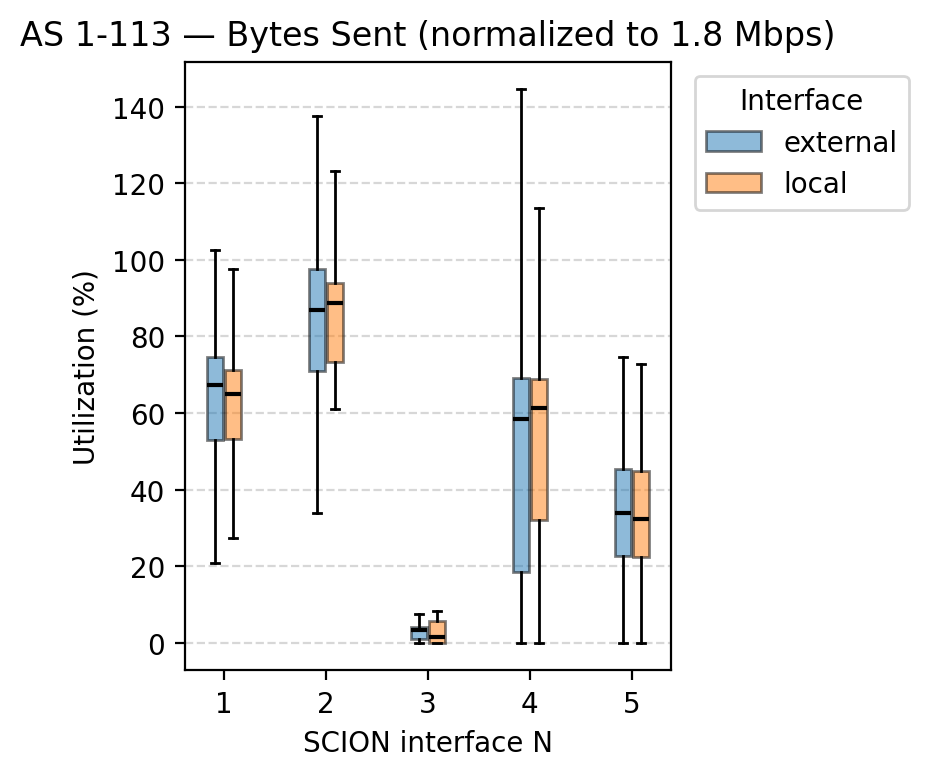 AS 1-113 — Bytes Sent (normalized to 1.8 Mbps)
Interface
external
local
Utilization (%)
140
120
100
80
60
40
20
0
1 2 3 4 5
SCION interface N